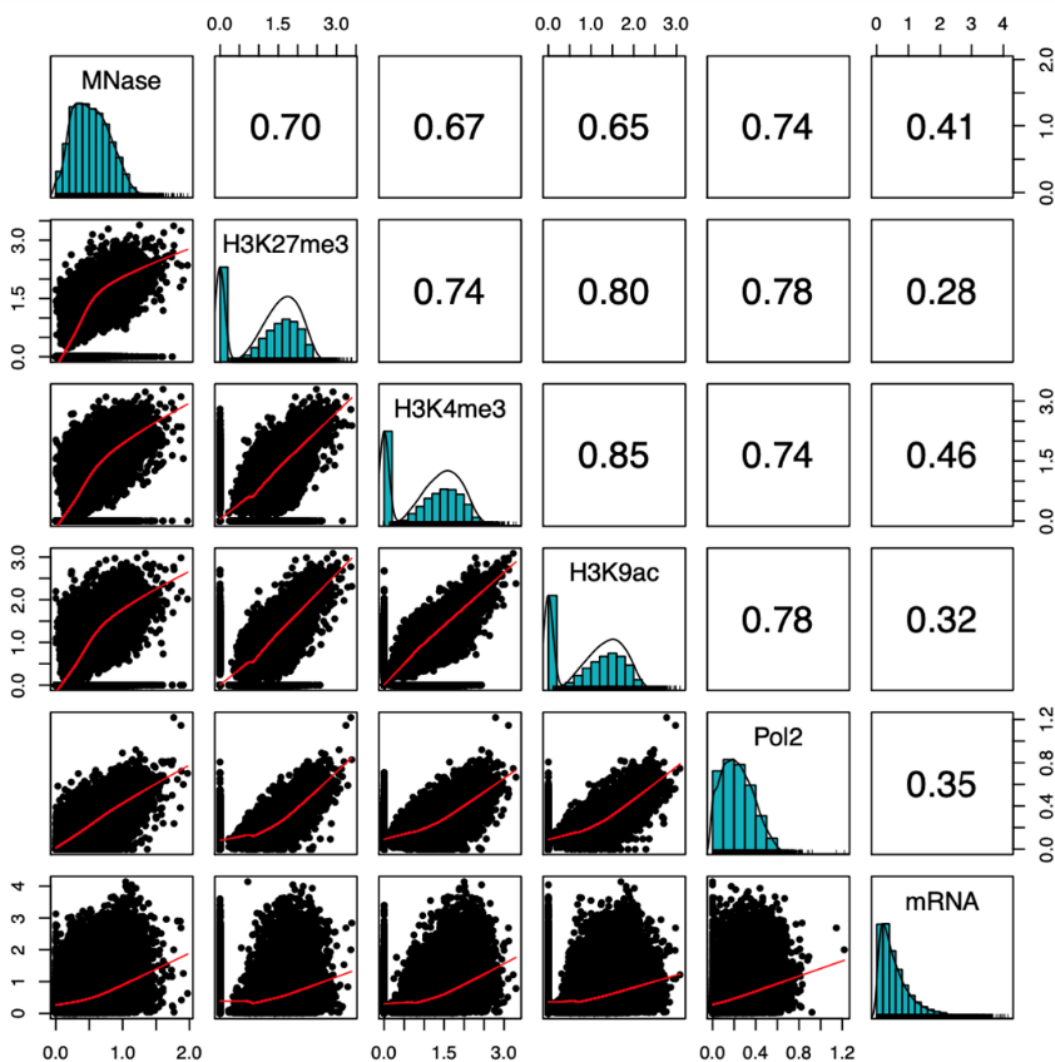 0.0 1.5 3.0 0.0 1.0 2.0 3.0 0 1 2 3 4
MNase 0.70 0.67 0.65 0.74 0.41 0.0 1.0 2.0
0.0 1.5 3.0 H3K27me3 0.74 0.80 0.78 0.28
H3K4me3 0.85 0.74 0.46 0.0 1.5 3.0
0.0 1.0 2.0 3.0 H3K9ac 0.78 0.32
Pol2 0.35 0.0 0.4 0.8 1.2
0 1 2 3 4 mRNA
0.0 1.0 2.0 0.0 1.5 3.0 0.0 0.4 0.8 1.2